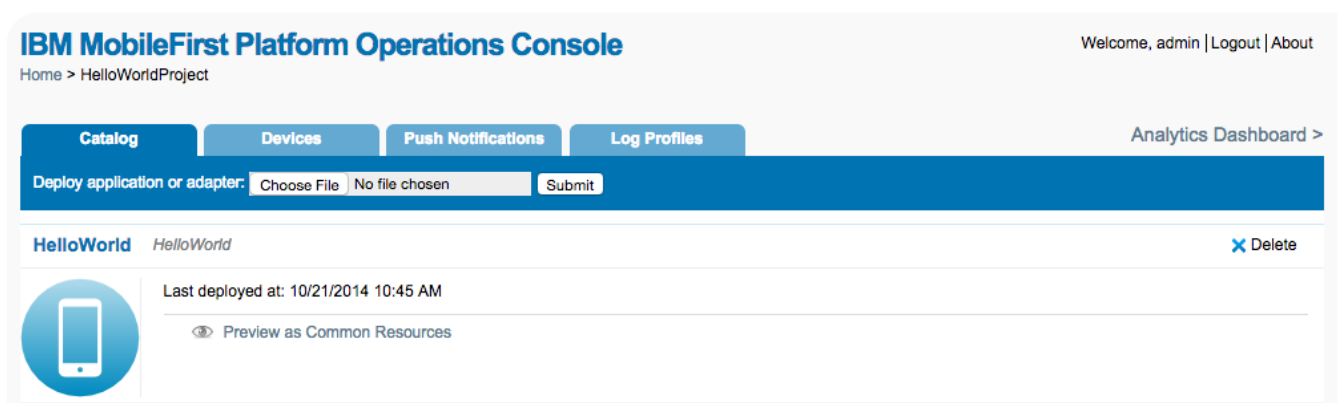 IBM MobileFirst Platform Operations Console
Welcome, admin | Logout | About
Home > HelloWorldProject
Catalog
Devices
Push Notifications
Log Profiles
Analytics Dashboard >
Deploy application or adapter: Choose File No file chosen Submit
HelloWorld HelloWorld
Delete
Last deployed at: 10/21/2014 10:45 AM
Preview as Common Resources